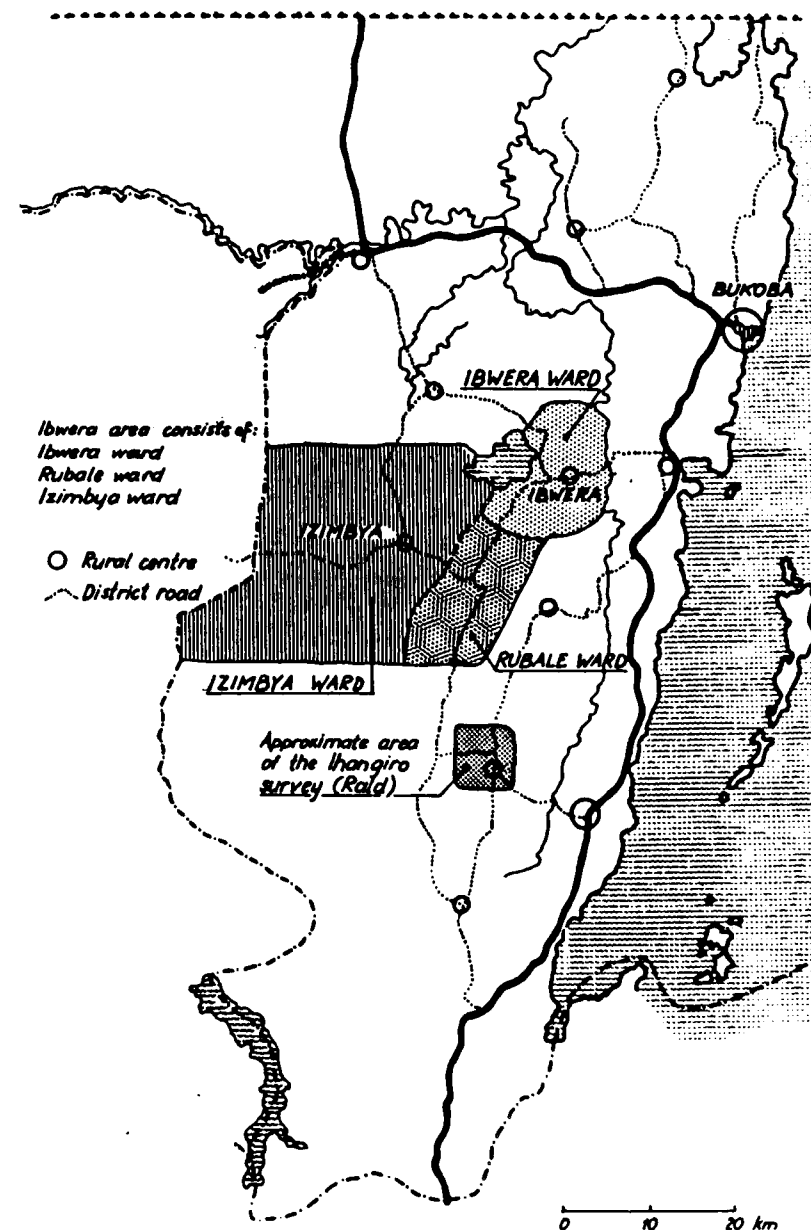 BUKOBA
IBWERA WARD
Ibwera area consists of:
Ibwera ward
Rubale ward
Izimbya ward
IBWERA
IZIMBYA
Rural centre
District road
RUBALE WARD
IZIMBYA WARD
Approximate area
of the Ihangiro
survey (Rald)
0 10 20 km